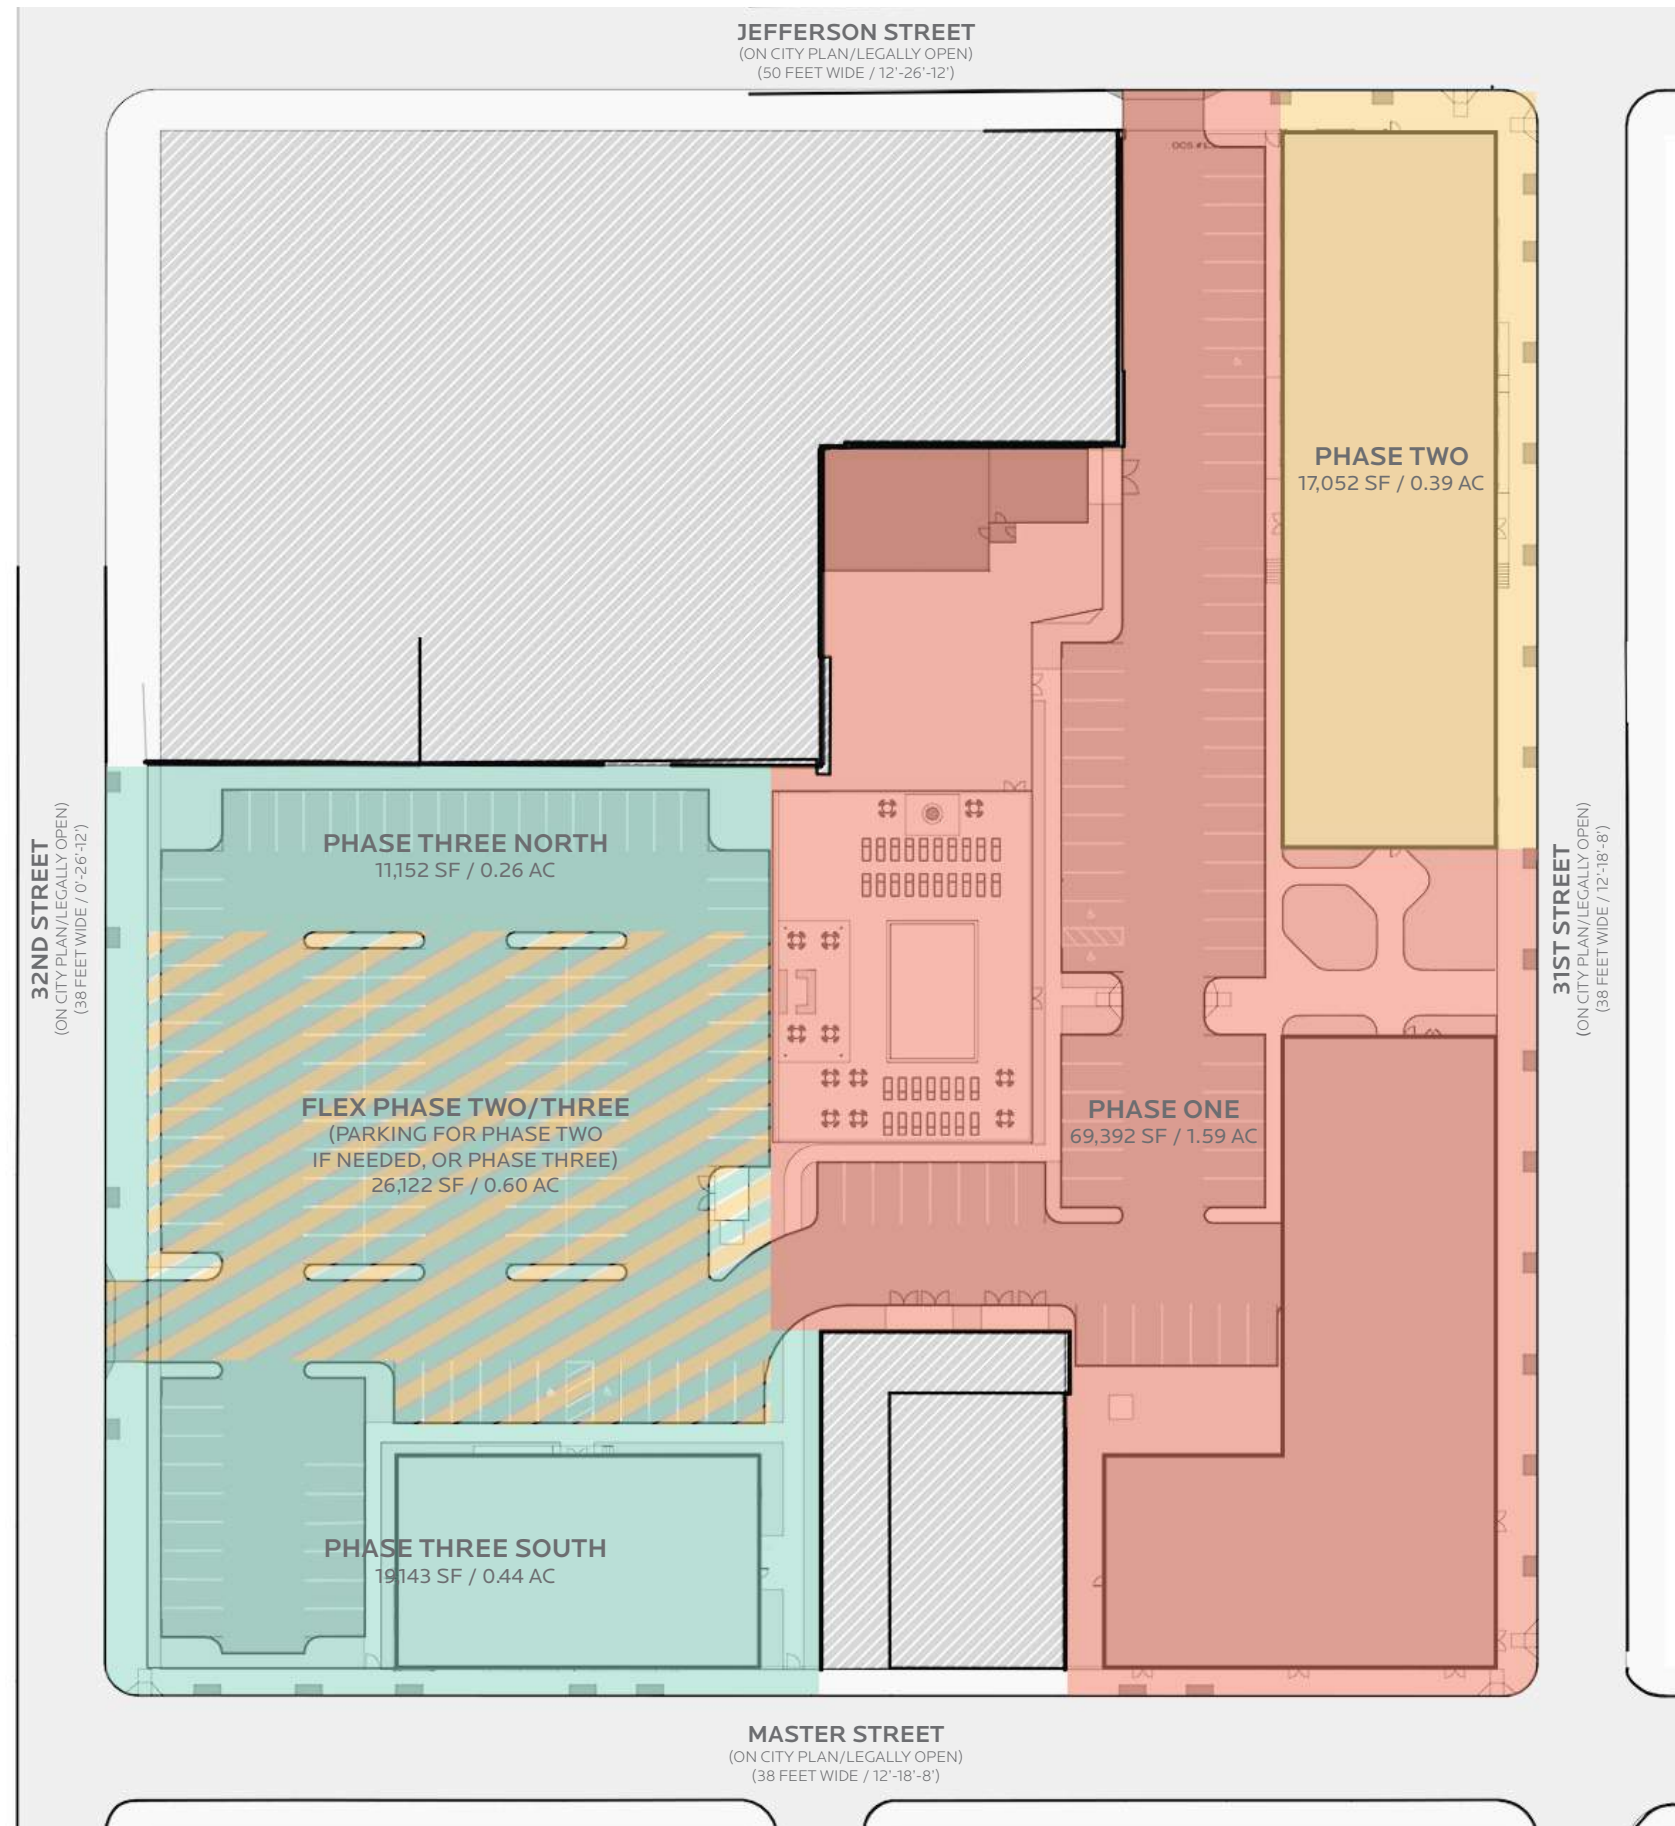 JEFFERSON STREET
(ON CITY PLAN/LEGALLY OPEN)
(50 FEET WIDE / 12'-26'-12')
PHASE TWO
17,052 SF / 0.39 AC
PHASE THREE NORTH
11,152 SF / 0.26 AC
32ND STREET
(ON CITY PLAN/LEGALLY OPEN)
(38 FEET WIDE / 0'-26'-12')
31ST STREET
(ON CITY PLAN/LEGALLY OPEN)
(38 FEET WIDE / 12'-18'-8')
FLEX PHASE TWO/THREE
(PARKING FOR PHASE TWO
IF NEEDED, OR PHASE THREE)
26,122 SF / 0.60 AC
PHASE ONE
69,392 SF / 1.59 AC
PHASE THREE SOUTH
19,143 SF / 0.44 AC
MASTER STREET
(ON CITY PLAN/LEGALLY OPEN)
(38 FEET WIDE / 12'-18'-8')